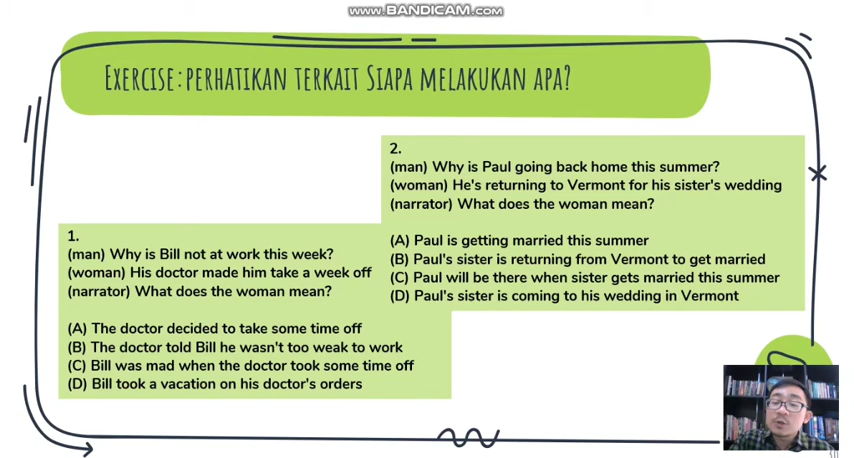 www.BANDICAM.com
Exercise:perhatikan terkait Siapa melakukan apa?
1.
(man) Why is Bill not at work this week?
(woman) His doctor made him take a week off
(narrator) What does the woman mean?
(A) The doctor decided to take some time off
(B) The doctor told Bill he wasn't too weak to work
(C) Bill was mad when the doctor took some time off
(D) Bill took a vacation on his doctor's orders
2.
(man) Why is Paul going back home this summer?
(woman) He's returning to Vermont for his sister's wedding
(narrator) What does the woman mean?
(A) Paul is getting married this summer
(B) Paul's sister is returning from Vermont to get married
(C) Paul will be there when sister gets married this summer
(D) Paul's sister is coming to his wedding in Vermont